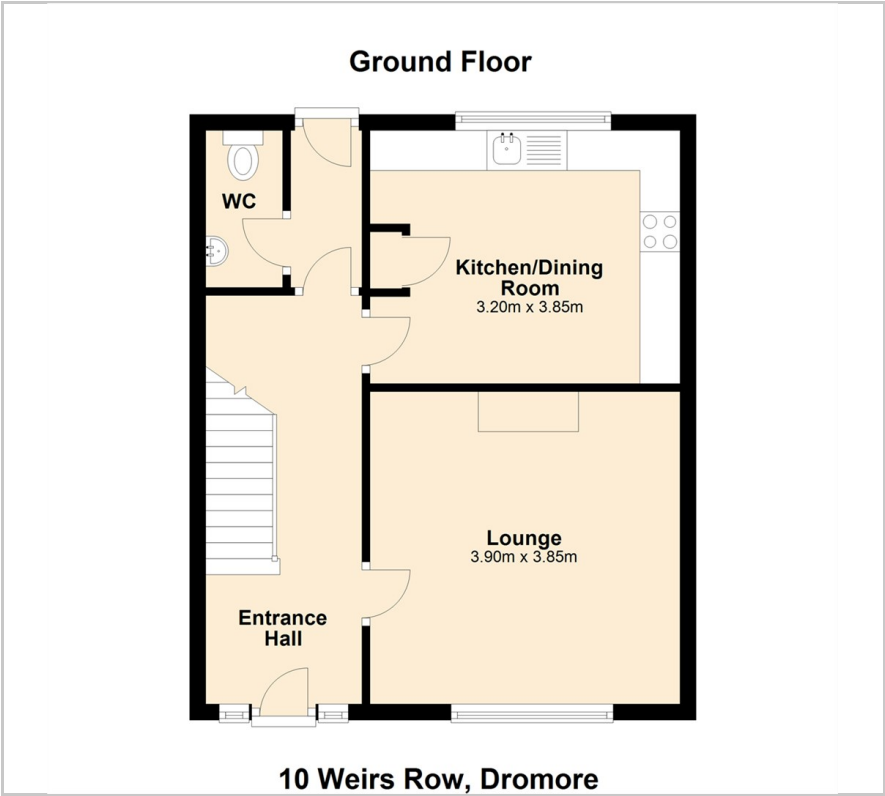 Ground Floor
WC
Kitchen/Dining
Room
3.20m x 3.85m
Lounge
3.90m x 3.85m
Entrance
Hall
10 Weirs Row, Dromore